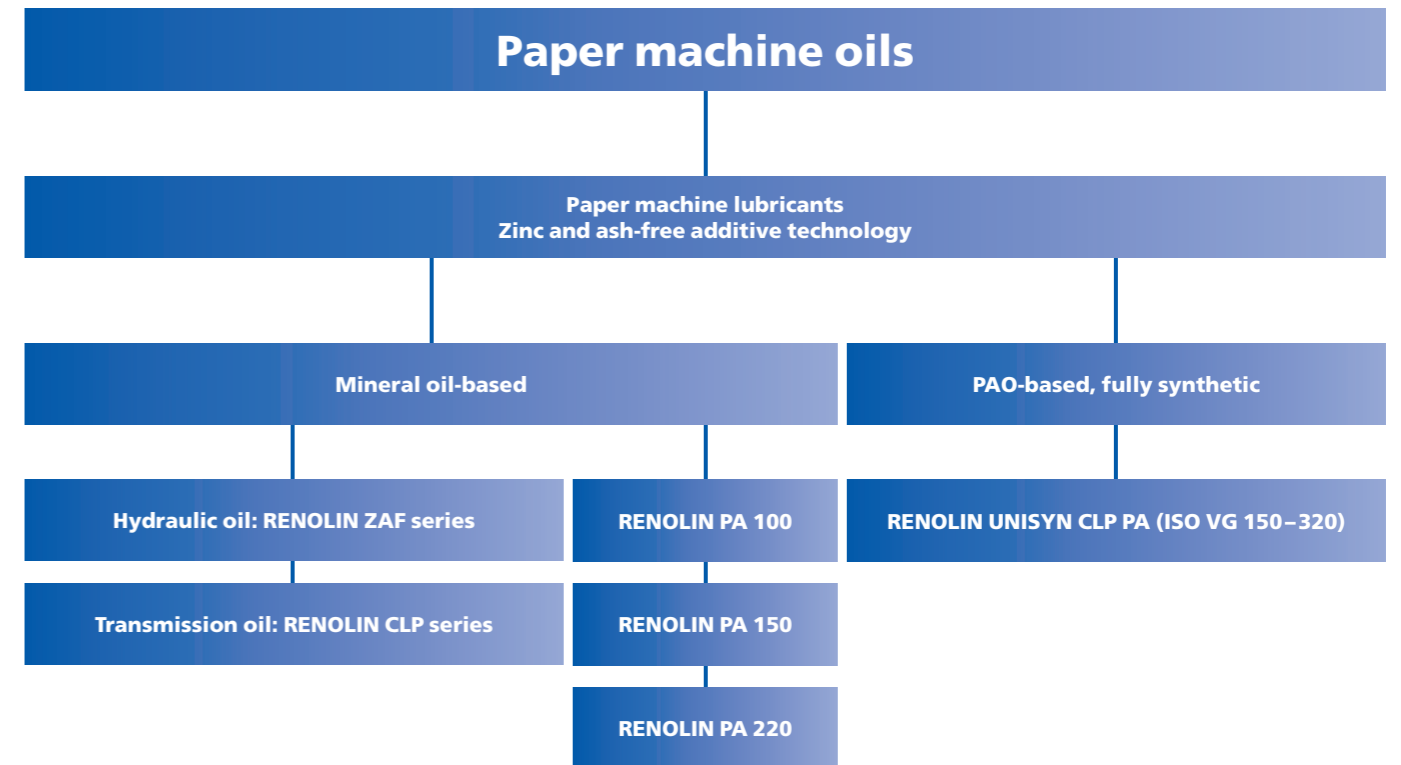 Paper machine oils
Paper machine lubricants
Zinc and ash-free additive technology
Mineral oil-based
PAO-based, fully synthetic
Hydraulic oil: RENOLIN ZAF series
RENOLIN PA 100
RENOLIN UNISYN CLP PA (ISO VG 150–320)
Transmission oil: RENOLIN CLP series
RENOLIN PA 150
RENOLIN PA 220